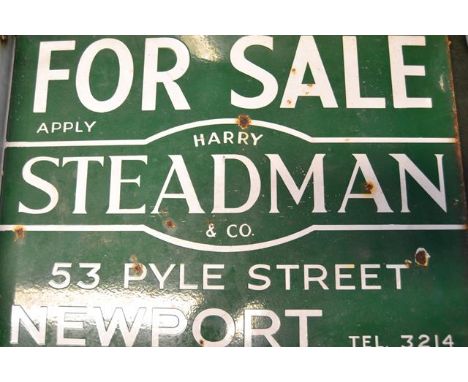 FOR SALE
APPLY
HARRY
STEADMAN
& CO.
53 PYLE STREET
NEWPORT TEL. 3214